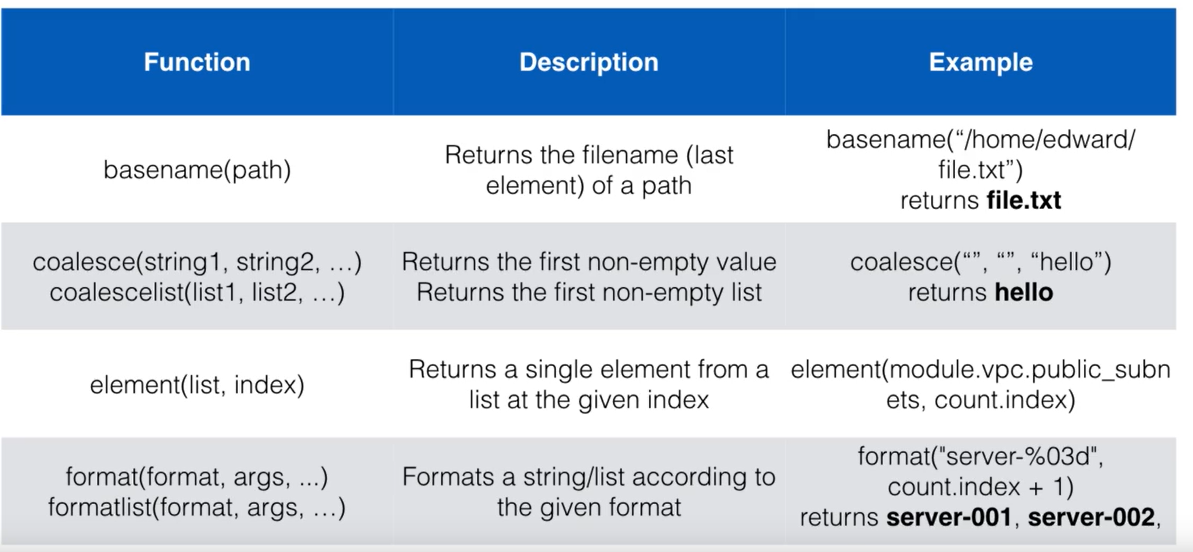 Function
Description
Example
basename(path)
Returns the filename (last
element) of a path
basename(“/home/edward/
file.txt”)
returns file.txt
coalesce(string1, string2, …)
coalescelist(list1, list2, …)
Returns the first non-empty value
Returns the first non-empty list
coalesce(“”, “”, “hello”)
returns hello
element(list, index)
Returns a single element from a
list at the given index
element(module.vpc.public_subn
ets, count.index)
format(format, args, ...)
formatlist(format, args, …)
Formats a string/list according to
the given format
format("server-%03d",
count.index + 1)
returns server-001, server-002,